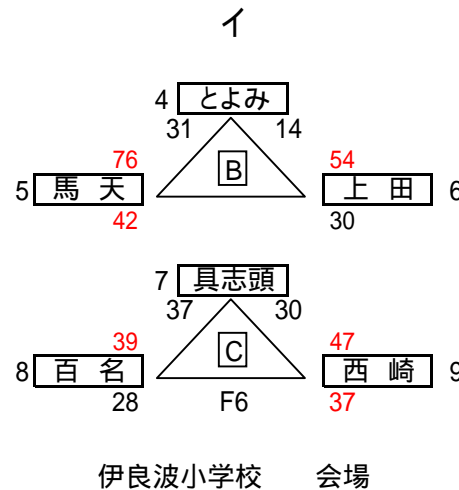 イ
4 とよみ
31 14
76 B 54
5 馬天 上田 6
42 30
7 具志頭
37 30
39 C 47
8 百名 西崎 9
28 F6 37
伊良波小学校 会場